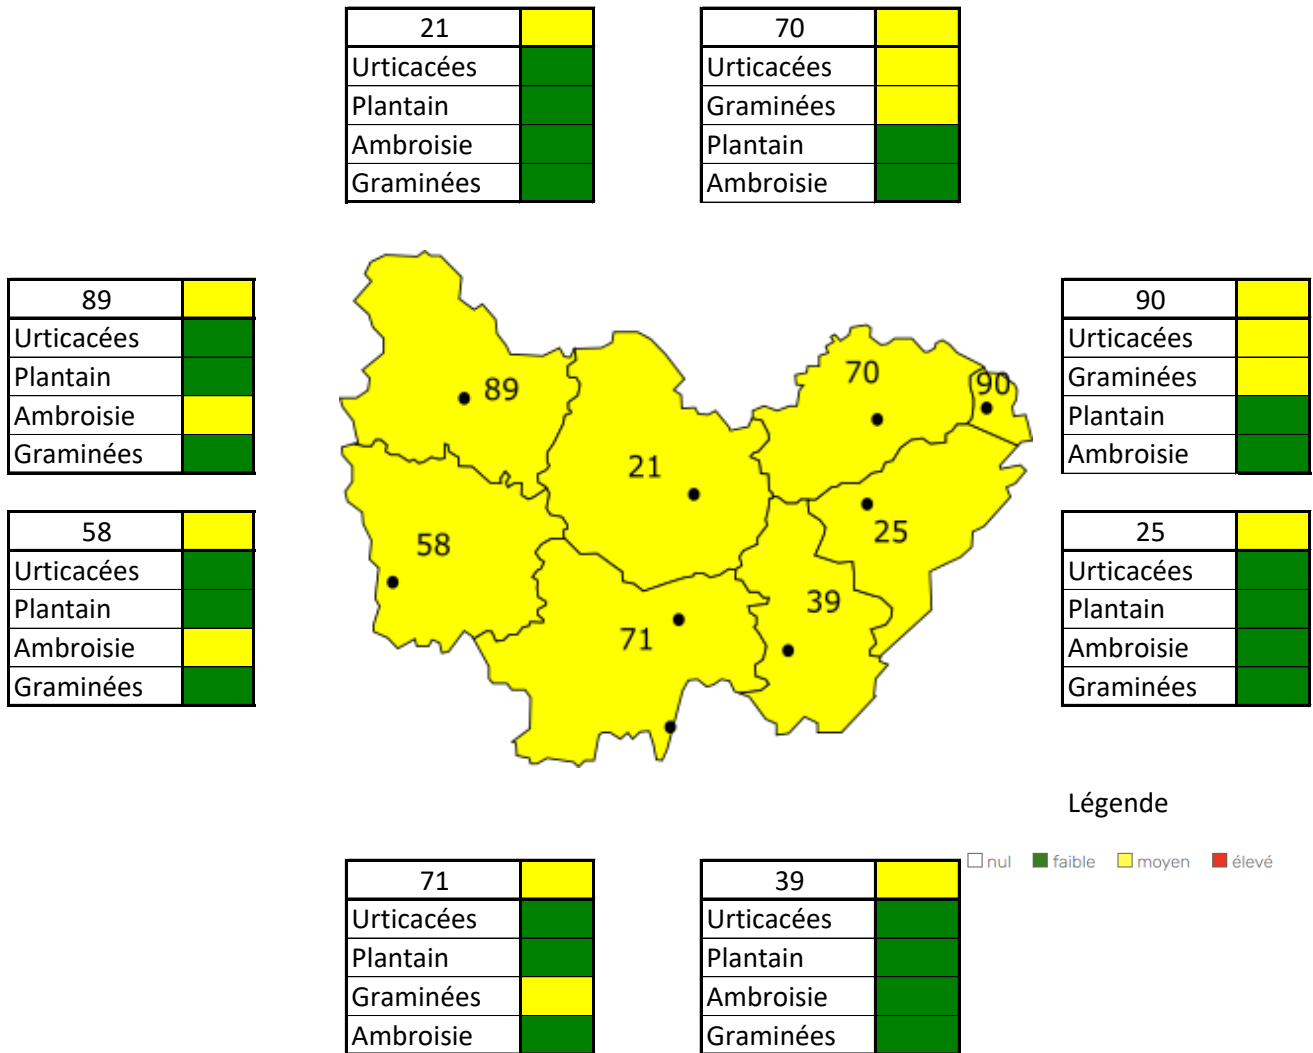 21
Urticacées
Plantain
Ambroisie
Graminées
70
Urticacées
Graminées
Plantain
Ambroisie
89
Urticacées
Plantain
Ambroisie
Graminées
58
Urticacées
Plantain
Ambroisie
Graminées
89
70
90
21
58
25
39
71
90
Urticacées
Graminées
Plantain
Ambroisie
25
Urticacées
Plantain
Ambroisie
Graminées
Légende
nul faible moyen élevé
71
Urticacées
Plantain
Graminées
Ambroisie
39
Urticacées
Plantain
Ambroisie
Graminées